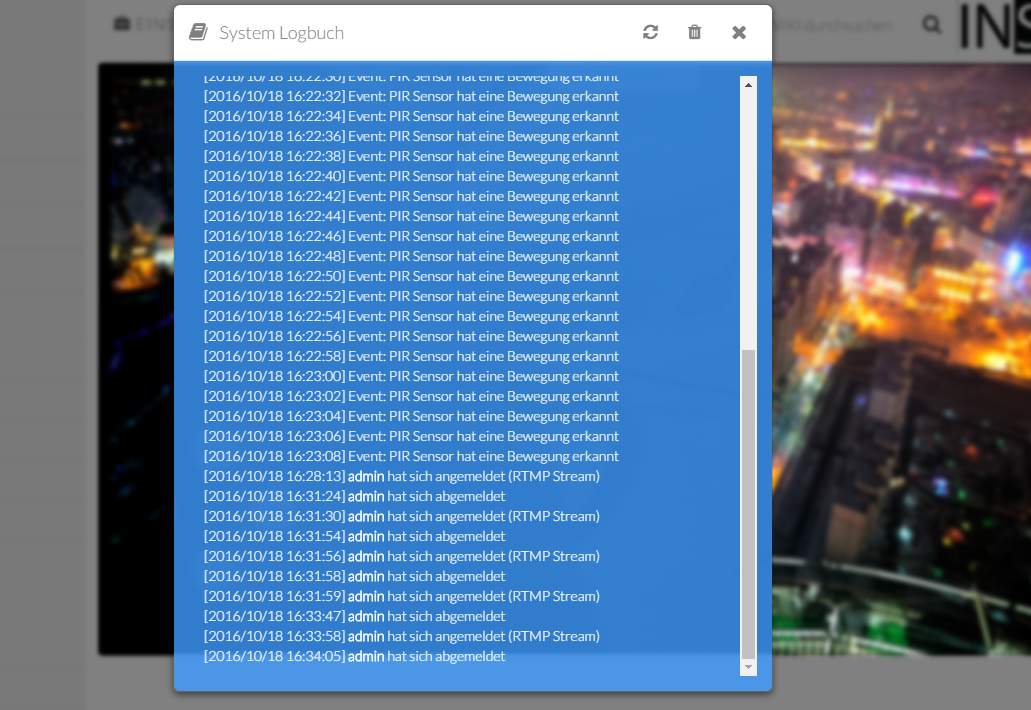 System Logbuch
durchsuchen
INS
[2016/10/18 16:22:30] Event: PIR Sensor hat eine Bewegung erkannt
[2016/10/18 16:22:32] Event: PIR Sensor hat eine Bewegung erkannt
[2016/10/18 16:22:34] Event: PIR Sensor hat eine Bewegung erkannt
[2016/10/18 16:22:36] Event: PIR Sensor hat eine Bewegung erkannt
[2016/10/18 16:22:38] Event: PIR Sensor hat eine Bewegung erkannt
[2016/10/18 16:22:40] Event: PIR Sensor hat eine Bewegung erkannt
[2016/10/18 16:22:42] Event: PIR Sensor hat eine Bewegung erkannt
[2016/10/18 16:22:44] Event: PIR Sensor hat eine Bewegung erkannt
[2016/10/18 16:22:46] Event: PIR Sensor hat eine Bewegung erkannt
[2016/10/18 16:22:48] Event: PIR Sensor hat eine Bewegung erkannt
[2016/10/18 16:22:50] Event: PIR Sensor hat eine Bewegung erkannt
[2016/10/18 16:22:52] Event: PIR Sensor hat eine Bewegung erkannt
[2016/10/18 16:22:54] Event: PIR Sensor hat eine Bewegung erkannt
[2016/10/18 16:22:56] Event: PIR Sensor hat eine Bewegung erkannt
[2016/10/18 16:22:58] Event: PIR Sensor hat eine Bewegung erkannt
[2016/10/18 16:23:00] Event: PIR Sensor hat eine Bewegung erkannt
[2016/10/18 16:23:02] Event: PIR Sensor hat eine Bewegung erkannt
[2016/10/18 16:23:04] Event: PIR Sensor hat eine Bewegung erkannt
[2016/10/18 16:23:06] Event: PIR Sensor hat eine Bewegung erkannt
[2016/10/18 16:23:08] Event: PIR Sensor hat eine Bewegung erkannt
[2016/10/18 16:28:13] admin hat sich angemeldet (RTMP Stream)
[2016/10/18 16:31:24] admin hat sich abgemeldet
[2016/10/18 16:31:30] admin hat sich angemeldet (RTMP Stream)
[2016/10/18 16:31:54] admin hat sich abgemeldet
[2016/10/18 16:31:56] admin hat sich angemeldet (RTMP Stream)
[2016/10/18 16:31:58] admin hat sich abgemeldet
[2016/10/18 16:31:59] admin hat sich angemeldet (RTMP Stream)
[2016/10/18 16:33:47] admin hat sich abgemeldet
[2016/10/18 16:33:58] admin hat sich angemeldet (RTMP Stream)
[2016/10/18 16:34:05] admin hat sich abgemeldet